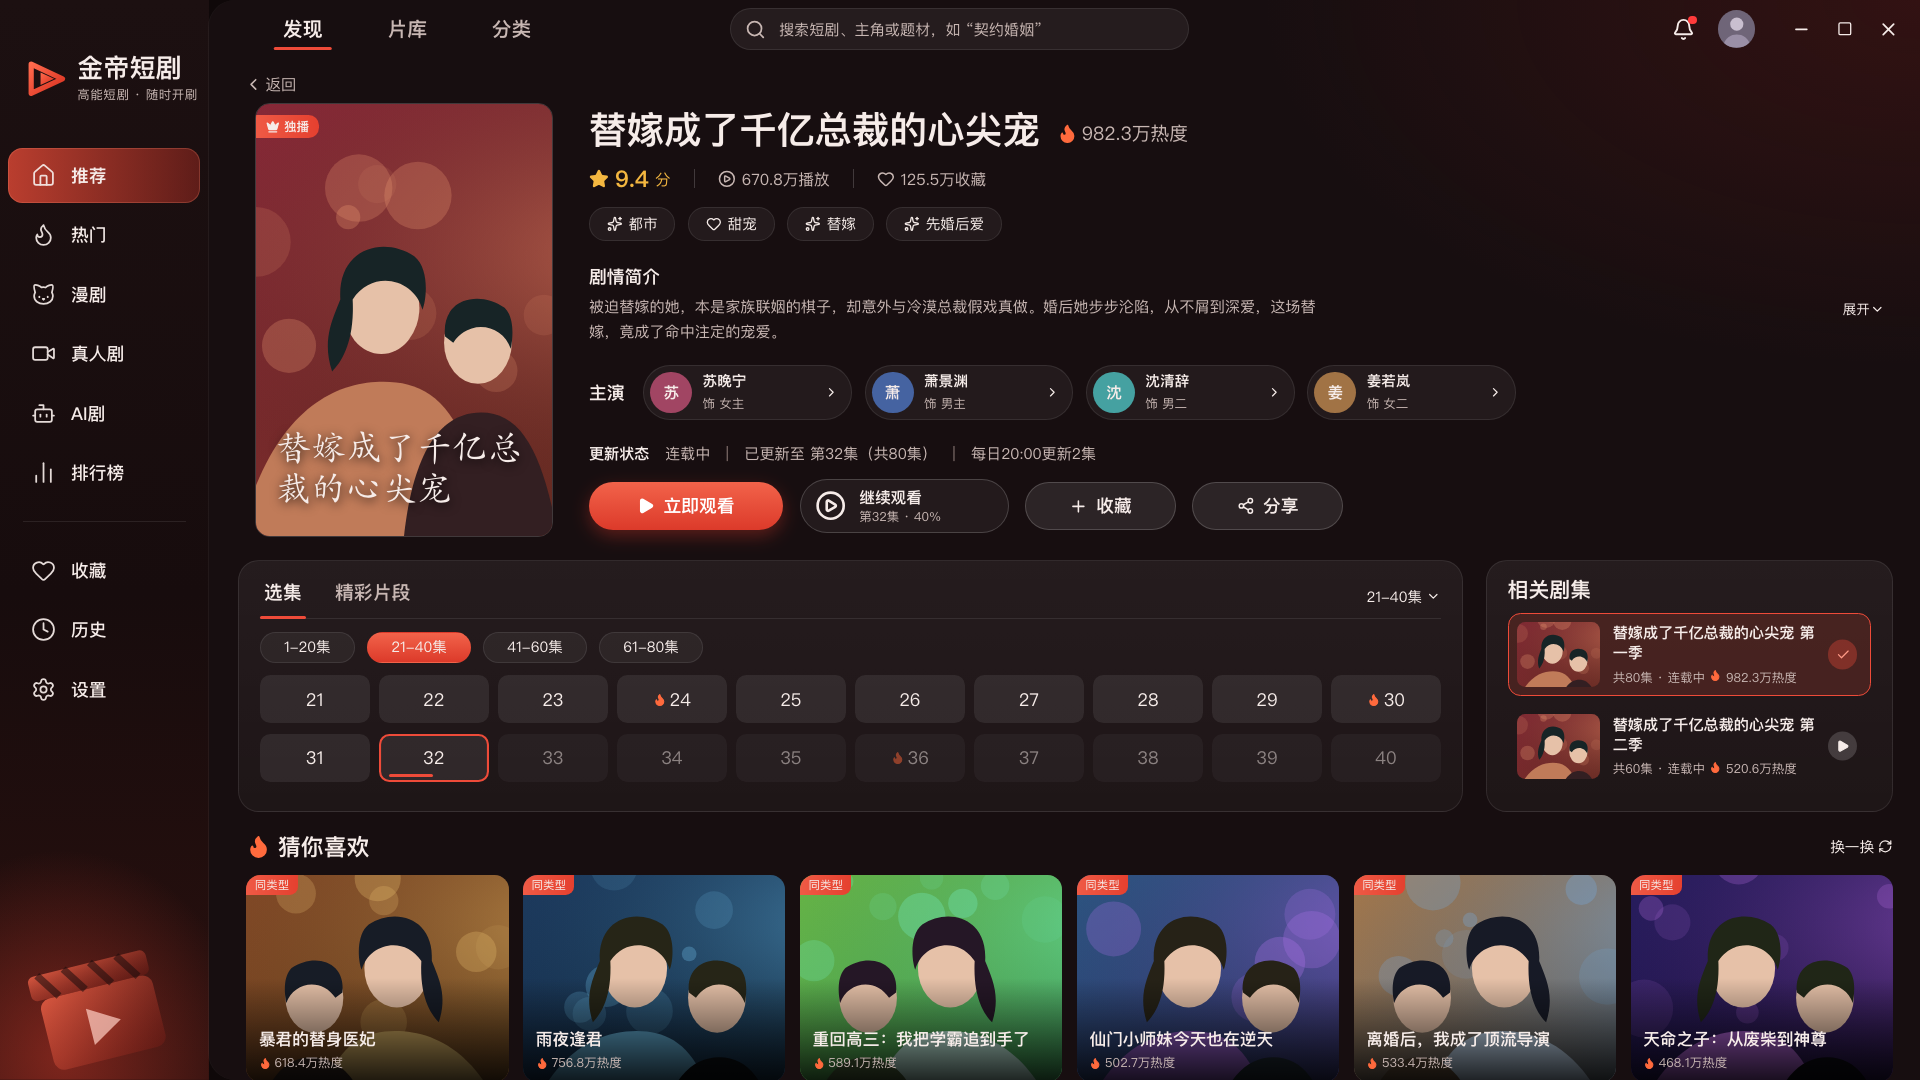 金帝短剧
高能短剧 · 随时开刷
推荐
热门
漫剧
真人剧
AI剧
排行榜
收藏
历史
设置
发现
片库
分类
搜索短剧、主角或题材，如 “契约婚姻”
返回
独播
替嫁成了千亿总
裁的心尖宠
替嫁成了千亿总裁的心尖宠
982.3万热度
9.4 分
670.8万播放
125.5万收藏
都市
甜宠
替嫁
先婚后爱
剧情简介
被迫替嫁的她，本是家族联姻的棋子，却意外与冷漠总裁假戏真做。婚后她步步沦陷，从不屑到深爱，这场替
嫁，竟成了命中注定的宠爱。
展开
主演
苏
苏晚宁
饰 女主
萧
萧景渊
饰 男主
沈
沈清辞
饰 男二
姜
姜若岚
饰 女二
更新状态 连载中 | 已更新至 第32集（共80集） | 每日20:00更新2集
立即观看
继续观看
第32集 · 40%
收藏
分享
选集
精彩片段
21-40集
1-20集
21-40集
41-60集
61-80集
21
22
23
24
25
26
27
28
29
30
31
32
33
34
35
36
37
38
39
40
相关剧集
替嫁成了千亿总裁的心尖宠 第
一季
共80集 · 连载中 982.3万热度
替嫁成了千亿总裁的心尖宠 第
二季
共60集 · 连载中 520.6万热度
猜你喜欢
换一换
同类型
暴君的替身医妃
618.4万热度
同类型
雨夜逢君
756.8万热度
同类型
重回高三：我把学霸追到手了
589.1万热度
同类型
仙门小师妹今天也在逆天
502.7万热度
同类型
离婚后，我成了顶流导演
533.4万热度
同类型
天命之子：从废柴到神尊
468.1万热度